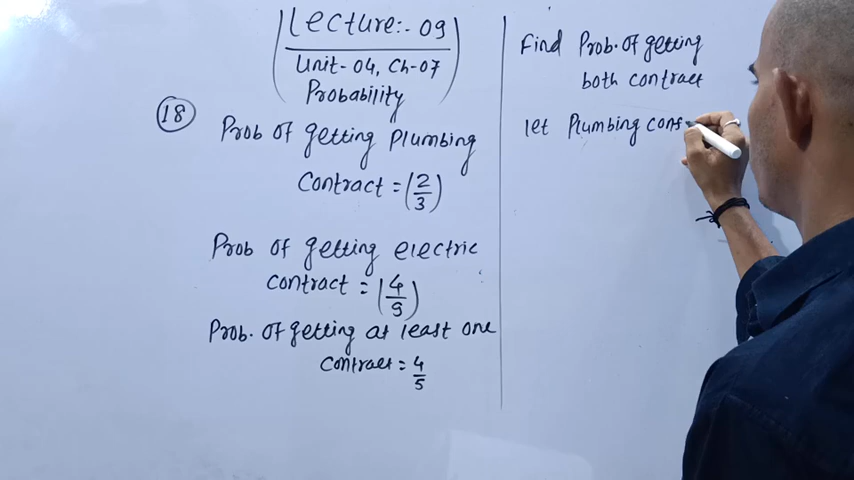 Lecture:- 09
Unit- 04, Ch-07
Probability
18
Prob of getting Plumbing
Contract = (2/3)
Prob of getting electric
contract = (4/9)
Prob. of getting at least one
Contract = 4/5
Find Prob. of getting
both contract
let Plumbing cont